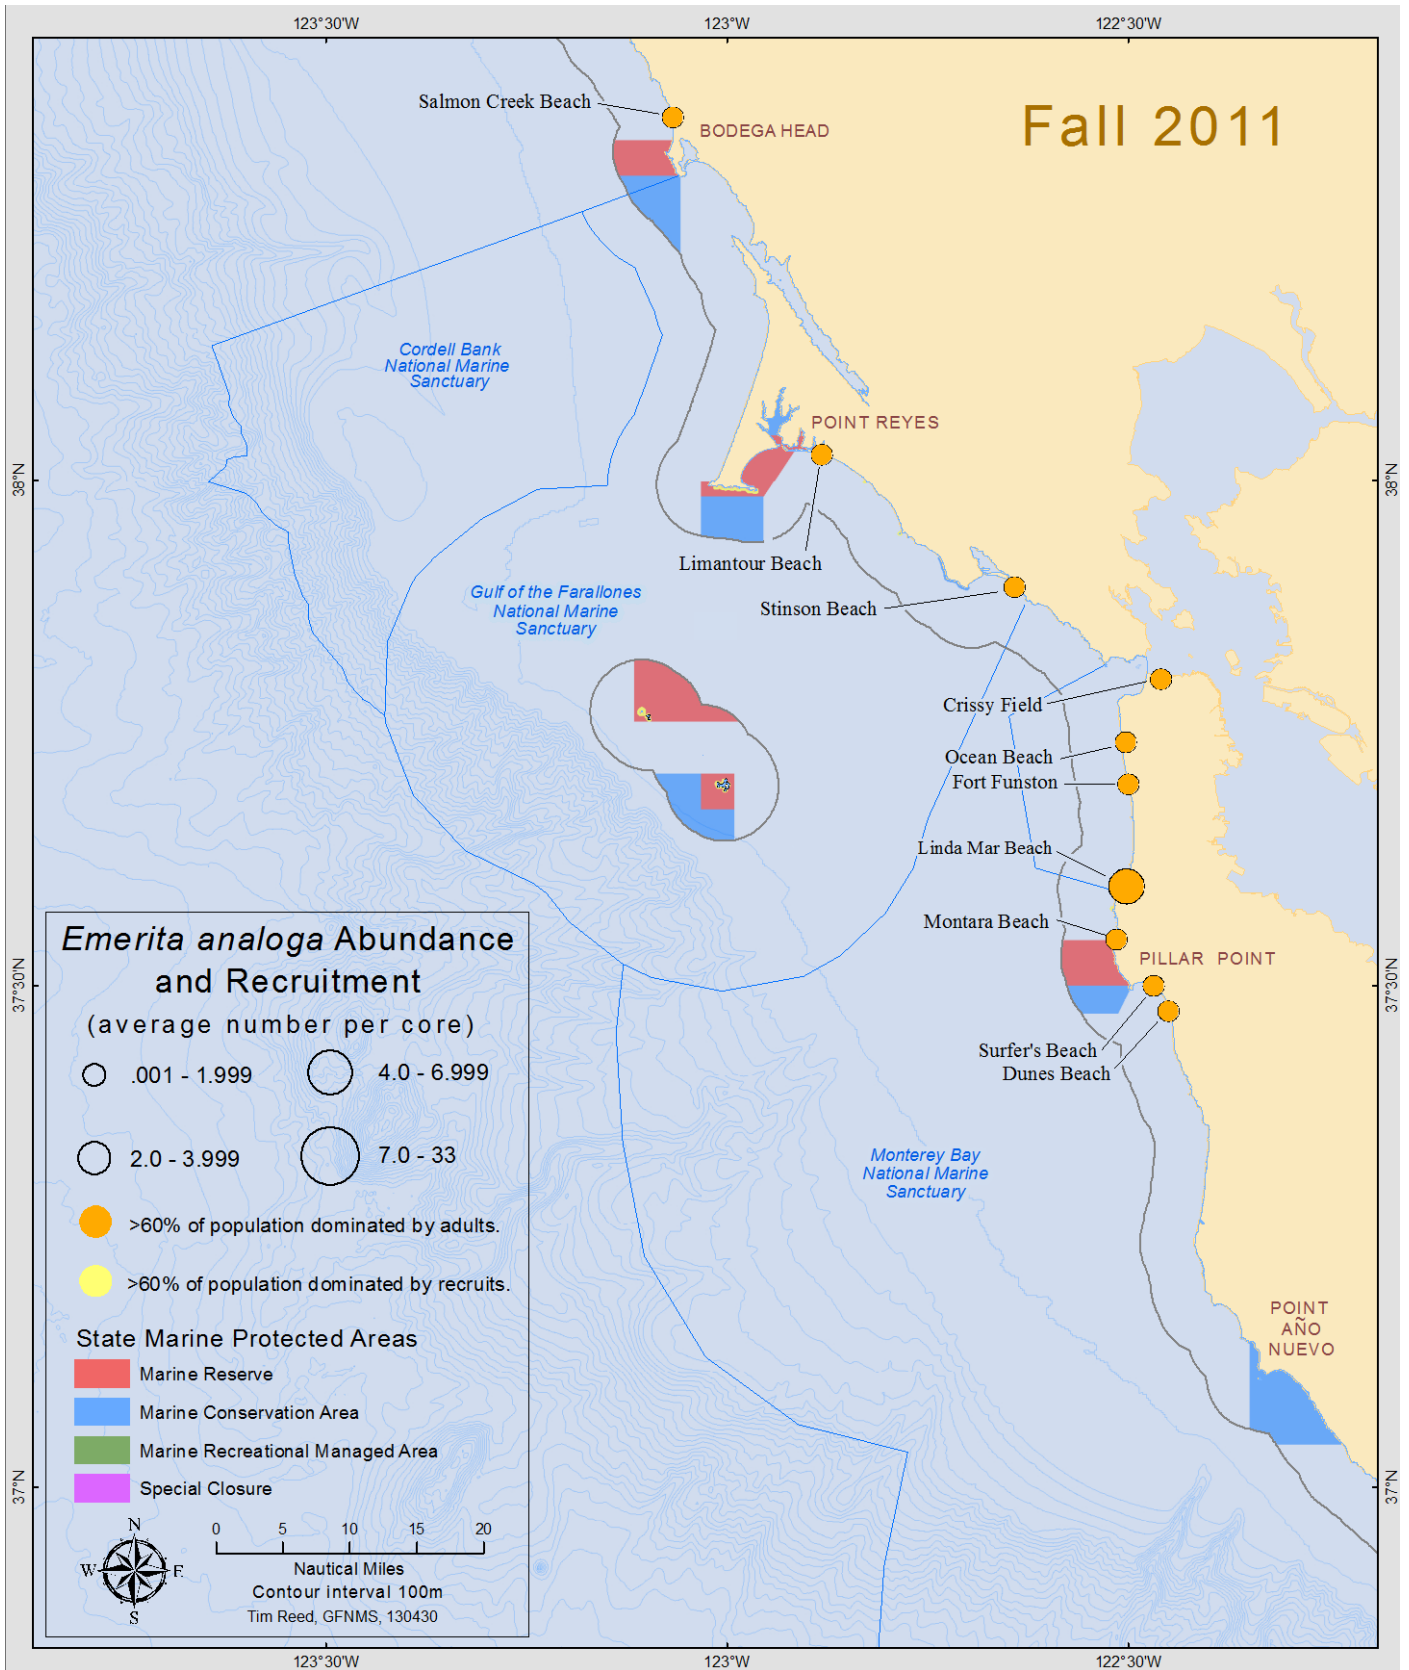 123°30'W
123°W
122°30'W
Fall 2011
Salmon Creek Beach
BODEGA HEAD
Cordell Bank
National Marine
Sanctuary
POINT REYES
38°N
38°N
Limantour Beach
Gulf of the Farallones
National Marine
Sanctuary
Stinson Beach
Crissy Field
Ocean Beach
Fort Funston
Linda Mar Beach
Montara Beach
PILLAR POINT
37°30'N
37°30'N
Surfer's Beach
Dunes Beach
Monterey Bay
National Marine
Sanctuary
POINT
AÑO
NUEVO
37°N
37°N
Emerita analoga Abundance
and Recruitment
(average number per core)
.001 - 1.999
4.0 - 6.999
2.0 - 3.999
7.0 - 33
>60% of population dominated by adults.
>60% of population dominated by recruits.
State Marine Protected Areas
Marine Reserve
Marine Conservation Area
Marine Recreational Managed Area
Special Closure
N
W E
S
0 5 10 15 20
Nautical Miles
Contour interval 100m
Tim Reed, GFNMS, 130430
123°30'W
123°W
122°30'W